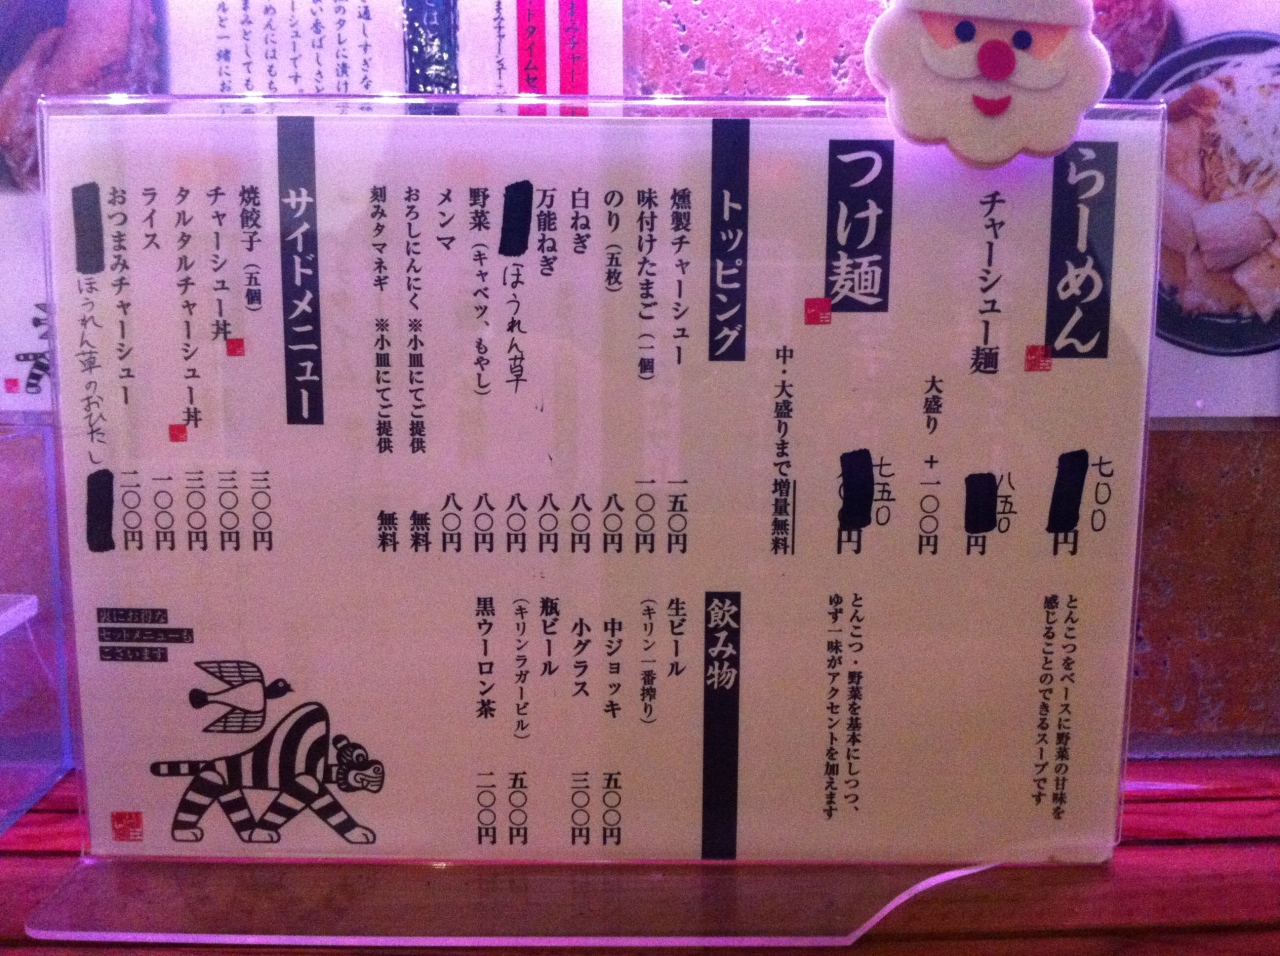 らーめん
七〇〇
円
とんこつをベースに野菜の甘味を
感じることのできるスープです
チャーシュー麺
八五〇
円
大盛り +一〇〇円
つけ麺
七五〇
円
とんこつ・野菜を基本にしつつ、
ゆず一味がアクセントを加えます
中・大盛りまで増量無料
トッピング
燻製チャーシュー 一五〇円
味付けたまご(一個) 一〇〇円
のり(五枚) 八〇円
白ねぎ 八〇円
万能ねぎ 八〇円
ほうれん草 八〇円
野菜(キャベツ、もやし) 八〇円
メンマ 八〇円
おろしにんにく ※小皿にてご提供 無料
刻みタマネギ ※小皿にてご提供 無料
サイドメニュー
焼餃子(五個) 三〇〇円
チャーシュー丼 三〇〇円
タルタルチャーシュー丼 三〇〇円
ライス 一〇〇円
おつまみチャーシュー 二〇〇円
ほうれん草のおひたし
飲み物
生ビール
(キリン一番搾り)
中ジョッキ 五〇〇円
小グラス 三〇〇円
瓶ビール
(キリンラガービル) 五〇〇円
黒ウーロン茶 二〇〇円
裏にお得な
セットメニューも
ございます